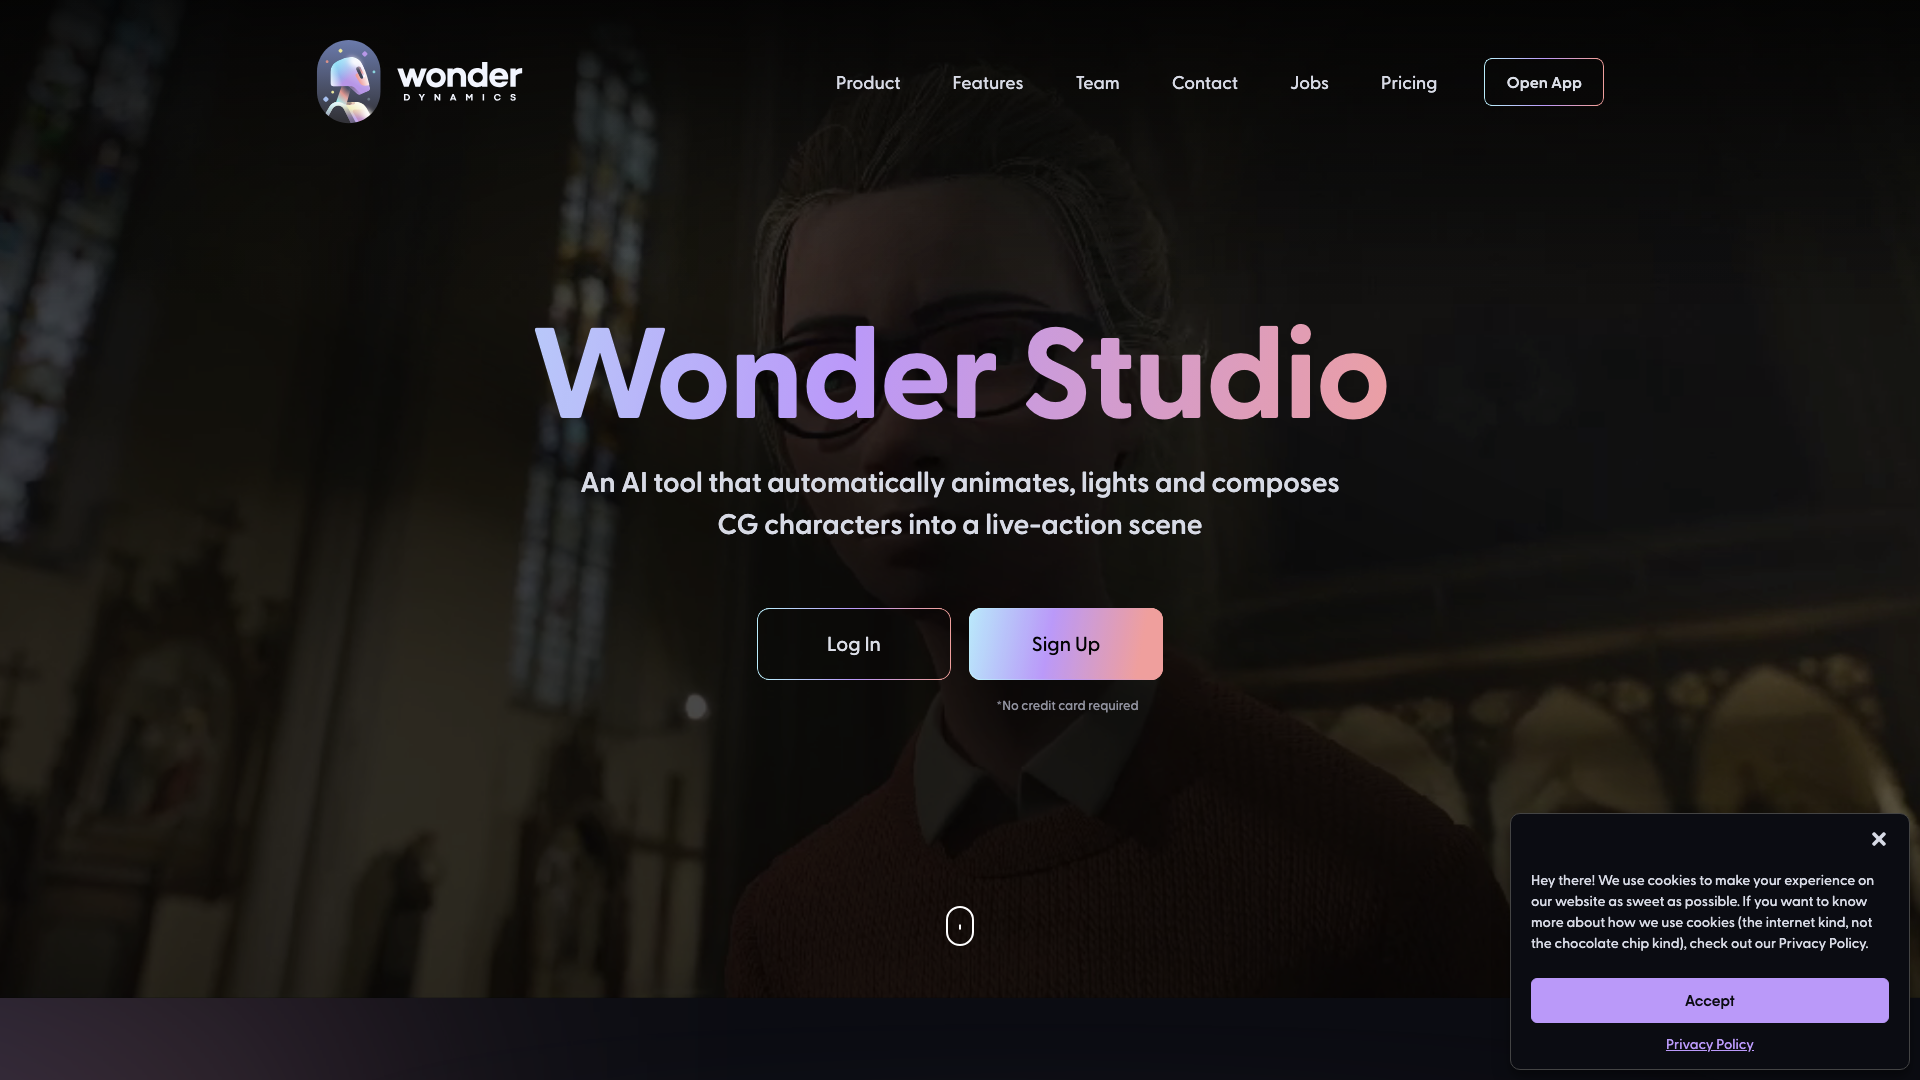 wonder
DYNAMICS
Product
Features
Team
Contact
Jobs
Pricing
Open App
Wonder Studio
An AI tool that automatically animates, lights and composes
CG characters into a live-action scene
Log In
Sign Up
*No credit card required
Hey there! We use cookies to make your experience on
our website as sweet as possible. If you want to know
more about how we use cookies (the internet kind, not
the chocolate chip kind), check out our Privacy Policy.
Accept
Privacy Policy